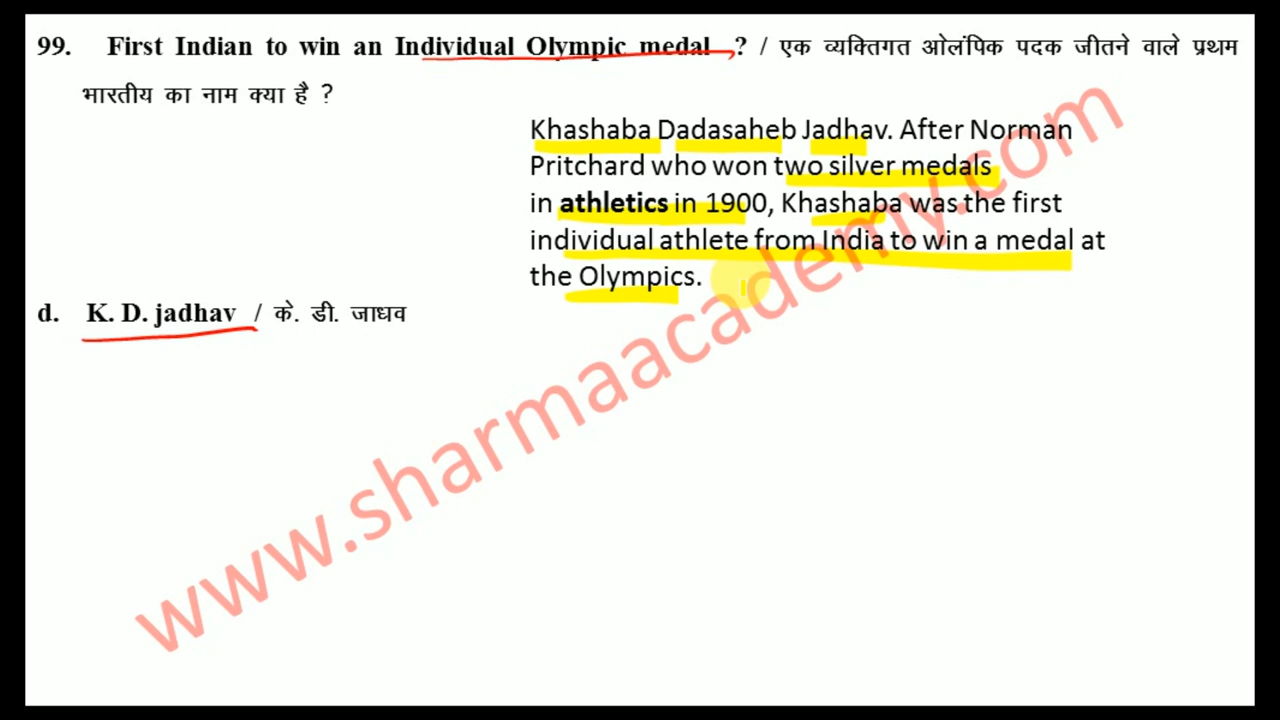 99. First Indian to win an Individual Olympic medal ? / एक व्यक्तिगत ओलंपिक पदक जीतने वाले प्रथम
भारतीय का नाम क्या है ?
Khashaba Dadasaheb Jadhav. After Norman
Pritchard who won two silver medals
in athletics in 1900, Khashaba was the first
individual athlete from India to win a medal at
the Olympics.
d. K. D. jadhav / के. डी. जाधव
www.sharmaacademy.com